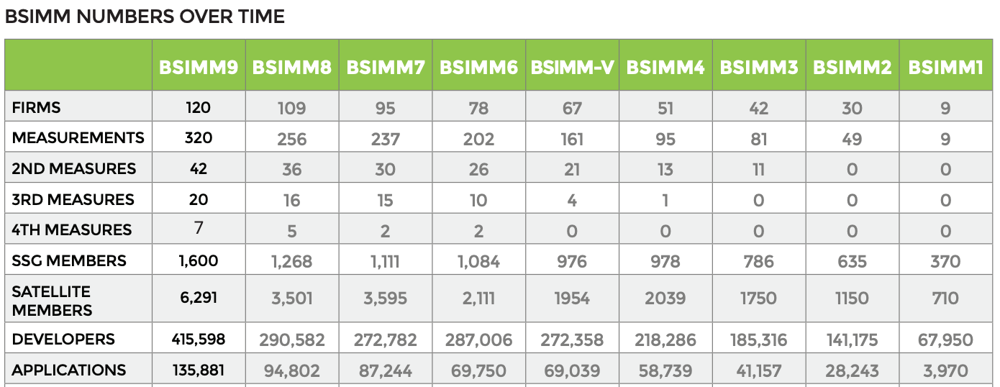 BSIMM NUMBERS OVER TIME
BSIMM9 BSIMM8 BSIMM7 BSIMM6 BSIMM-V BSIMM4 BSIMM3 BSIMM2 BSIMM1
FIRMS 120 109 95 78 67 51 42 30 9
MEASUREMENTS 320 256 237 202 161 95 81 49 9
2ND MEASURES 42 36 30 26 21 13 11 0 0
3RD MEASURES 20 16 15 10 4 1 0 0 0
4TH MEASURES 7 5 2 2 0 0 0 0 0
SSG MEMBERS 1,600 1,268 1,111 1,084 976 978 786 635 370
SATELLITE
MEMBERS 6,291 3,501 3,595 2,111 1954 2039 1750 1150 710
DEVELOPERS 415,598 290,582 272,782 287,006 272,358 218,286 185,316 141,175 67,950
APPLICATIONS 135,881 94,802 87,244 69,750 69,039 58,739 41,157 28,243 3,970